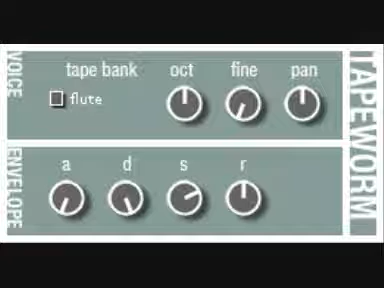 VOICE
tape bank oct fine pan
flute
ENVELOPE
a d s r
TAPEWORM